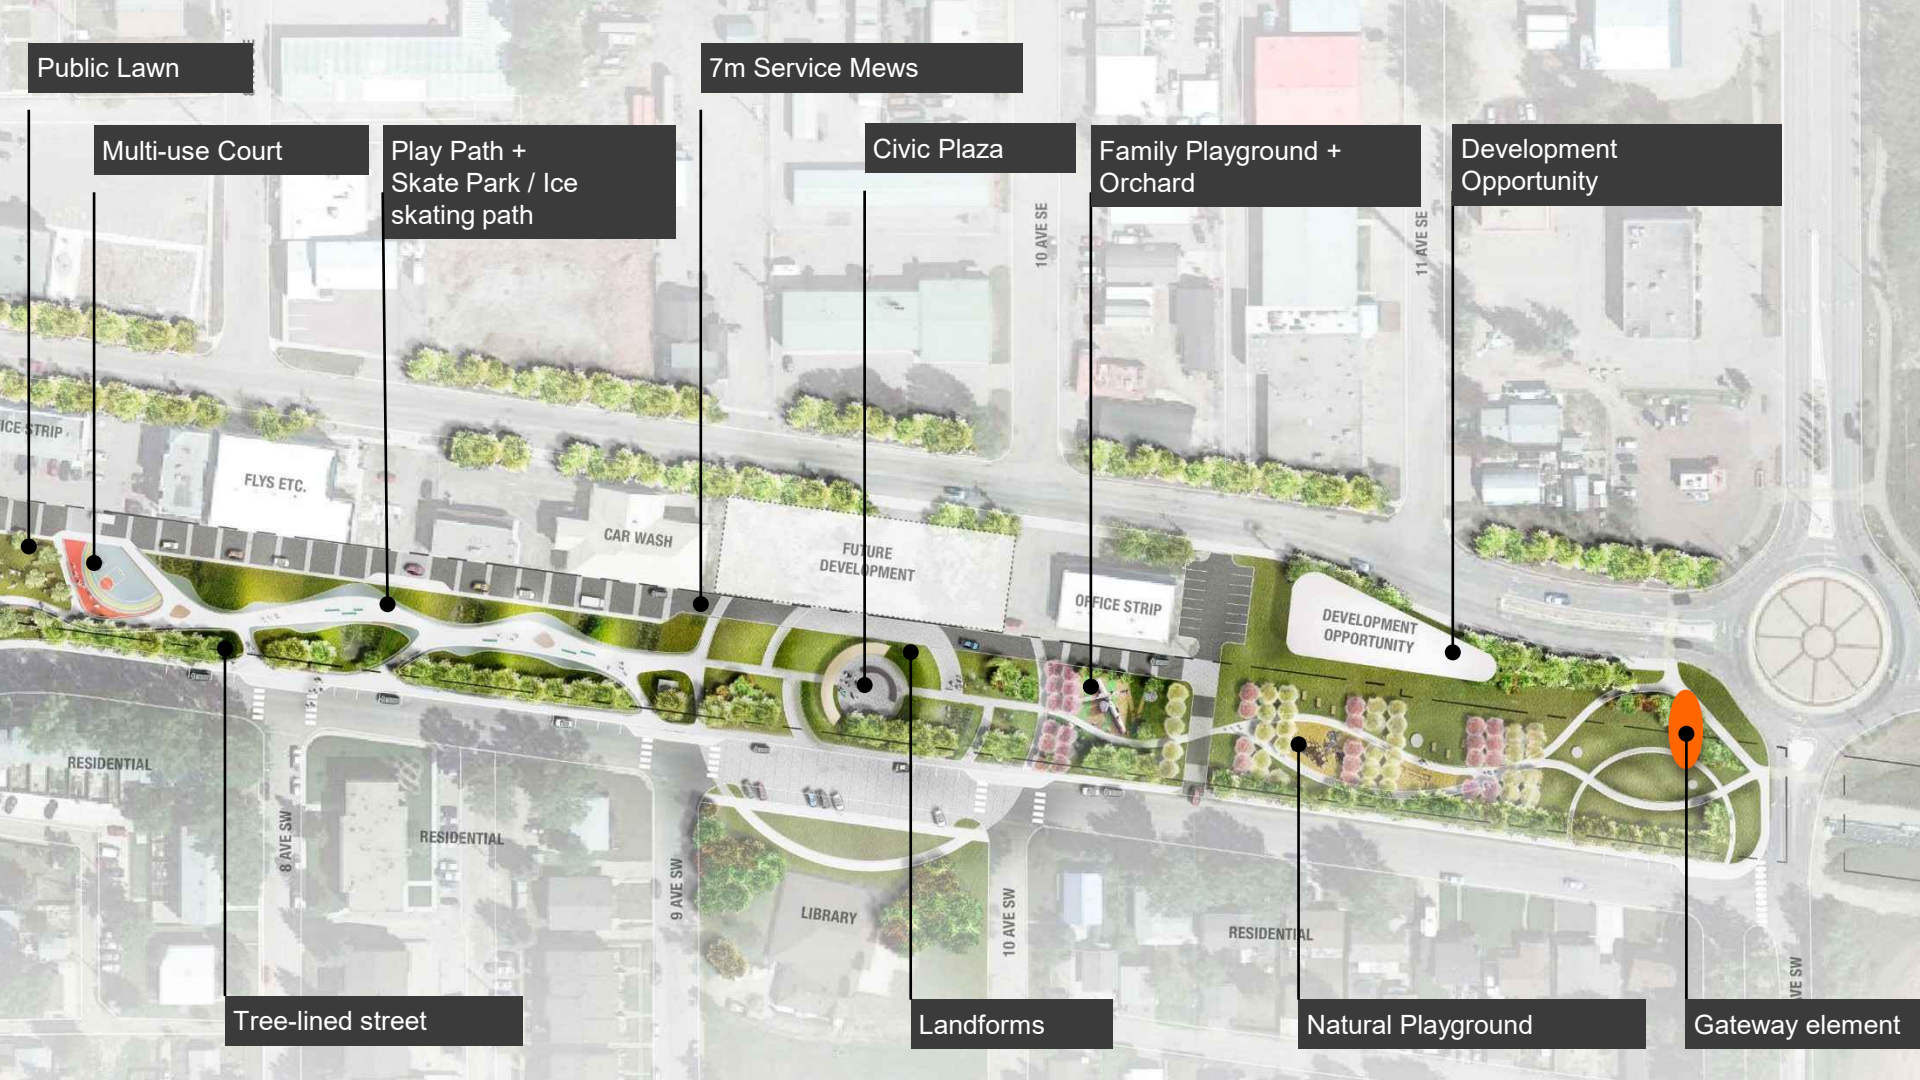 Public Lawn
7m Service Mews
Multi-use Court
Play Path +
Skate Park / Ice
skating path
Civic Plaza
Family Playground +
Orchard
Development
Opportunity
10 AVE SE
11 AVE SE
ICE STRIP
FLYS ETC.
CAR WASH
FUTURE
DEVELOPMENT
OFFICE STRIP
DEVELOPMENT
OPPORTUNITY
RESIDENTIAL
8 AVE SW
RESIDENTIAL
9 AVE SW
LIBRARY
10 AVE SW
RESIDENTIAL
AVE SW
Tree-lined street
Landforms
Natural Playground
Gateway element